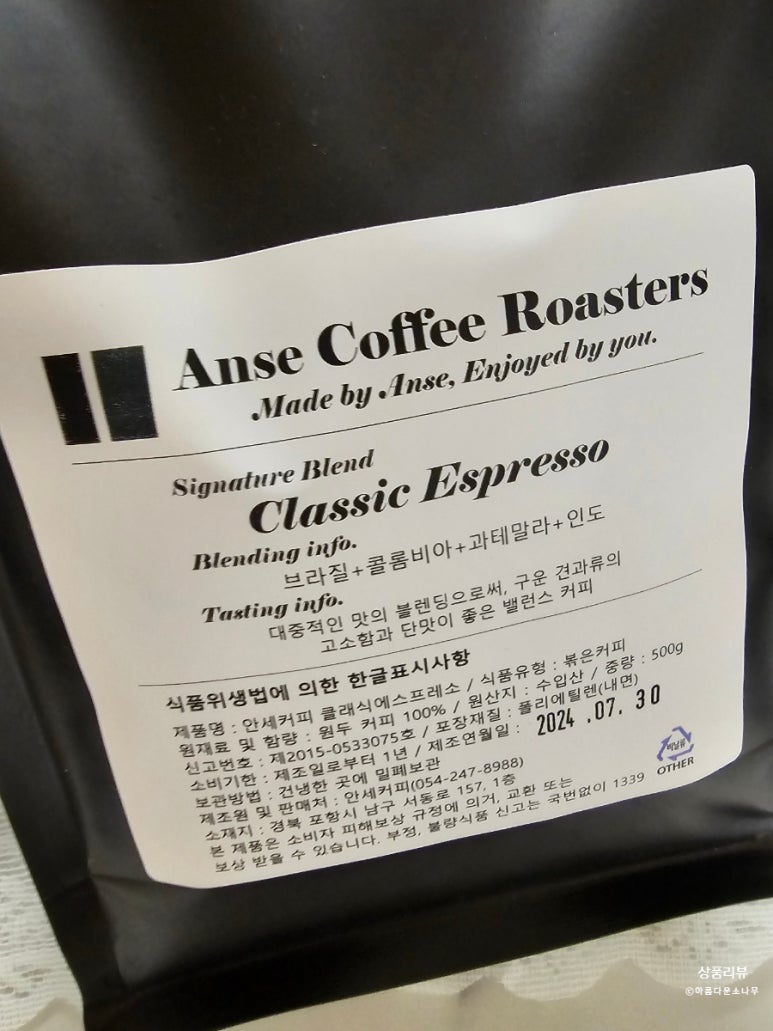 Anse Coffee Roasters
Made by Anse, Enjoyed by you.
Signature Blend
Classic Espresso
Blending info.
브라질+콜롬비아+과테말라+인도
Tasting info.
대중적인 맛의 블렌딩으로써, 구운 견과류의
고소함과 단맛이 좋은 밸런스 커피
식품위생법에 의한 한글표시사항
제품명 : 안세커피 클래식에스프레소 / 식품유형 : 볶은커피
원재료 및 함량 : 원두 커피 100% / 원산지 : 수입산 / 중량 : 500g
신고번호 : 제2015-0533075호 / 포장재질 : 폴리에틸렌(내면)
소비기한 : 제조일로부터 1년 / 제조연월일 : 2024 .07. 30
보관방법 : 건냉한 곳에 밀폐보관
제조원 및 판매처 : 안세커피(054-247-8988)
소재지 : 경북 포항시 남구 서동로 157, 1층
본 제품은 소비자 피해보상 규정에 의거, 교환 또는
보상 받을 수 있습니다. 부정, 불량식품 신고는 국번없이 1339
비닐류
OTHER
상품리뷰
©아름다운소나무